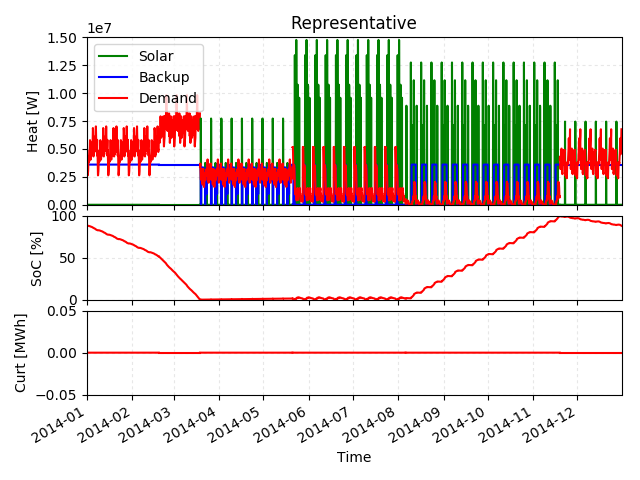 Representative
1e7
1.50
1.25
1.00
0.75
0.50
0.25
0.00
Heat [W]
Solar
Backup
Demand
100
50
0
SoC [%]
0.05
0.00
−0.05
Curt [MWh]
2014-01
2014-02
2014-03
2014-04
2014-05
2014-06
2014-07
2014-08
2014-09
2014-10
2014-11
2014-12
Time